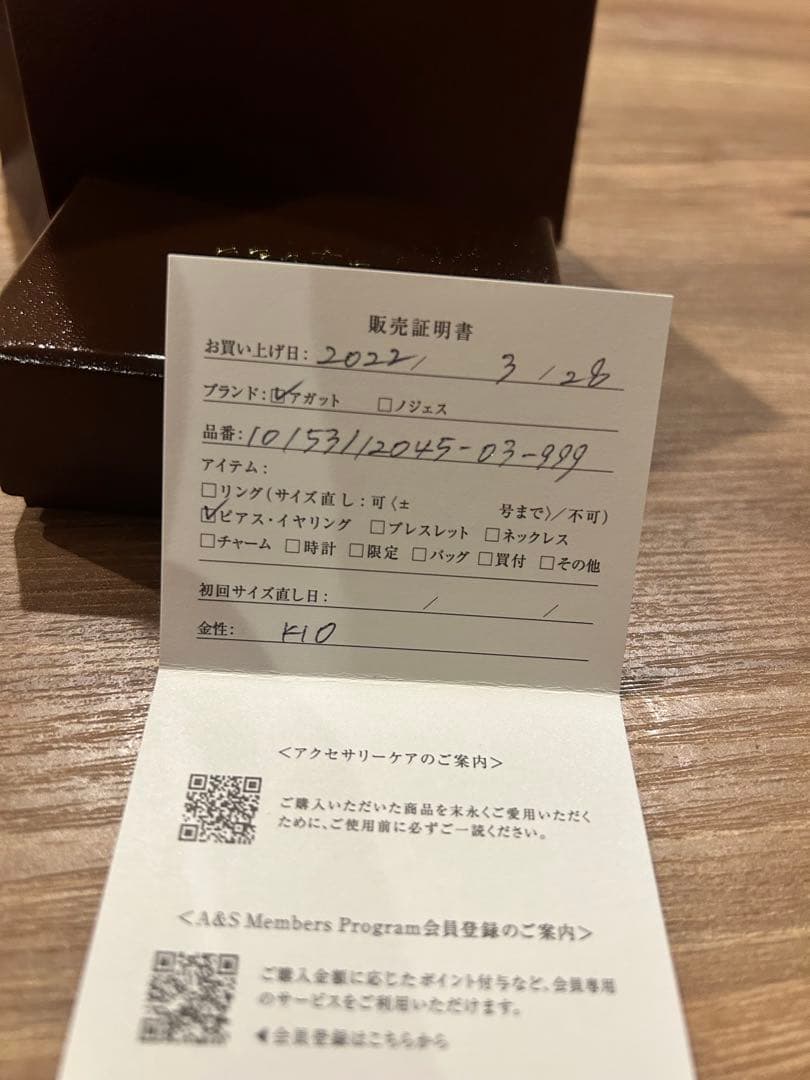 販売証明書
お買い上げ日: 2022/ 3 / 28
ブランド: ☑アガット □ノジェス
品番: 10153112045-03-999
アイテム:
□リング(サイズ直し:可〈± 号まで〉/不可)
☑ピアス・イヤリング □ブレスレット □ネックレス
□チャーム □時計 □限定 □バッグ □買付 □その他
初回サイズ直し日: / /
金性: K10
<アクセサリーケアのご案内>
ご購入いただいた商品を末永くご愛用いただく
ために、ご使用前に必ずご一読ください。
<A&S Members Program会員登録のご案内>
ご購入金額に応じたポイント付与など、会員専用
のサービスをご利用いただけます。
◀会員登録はこちらから